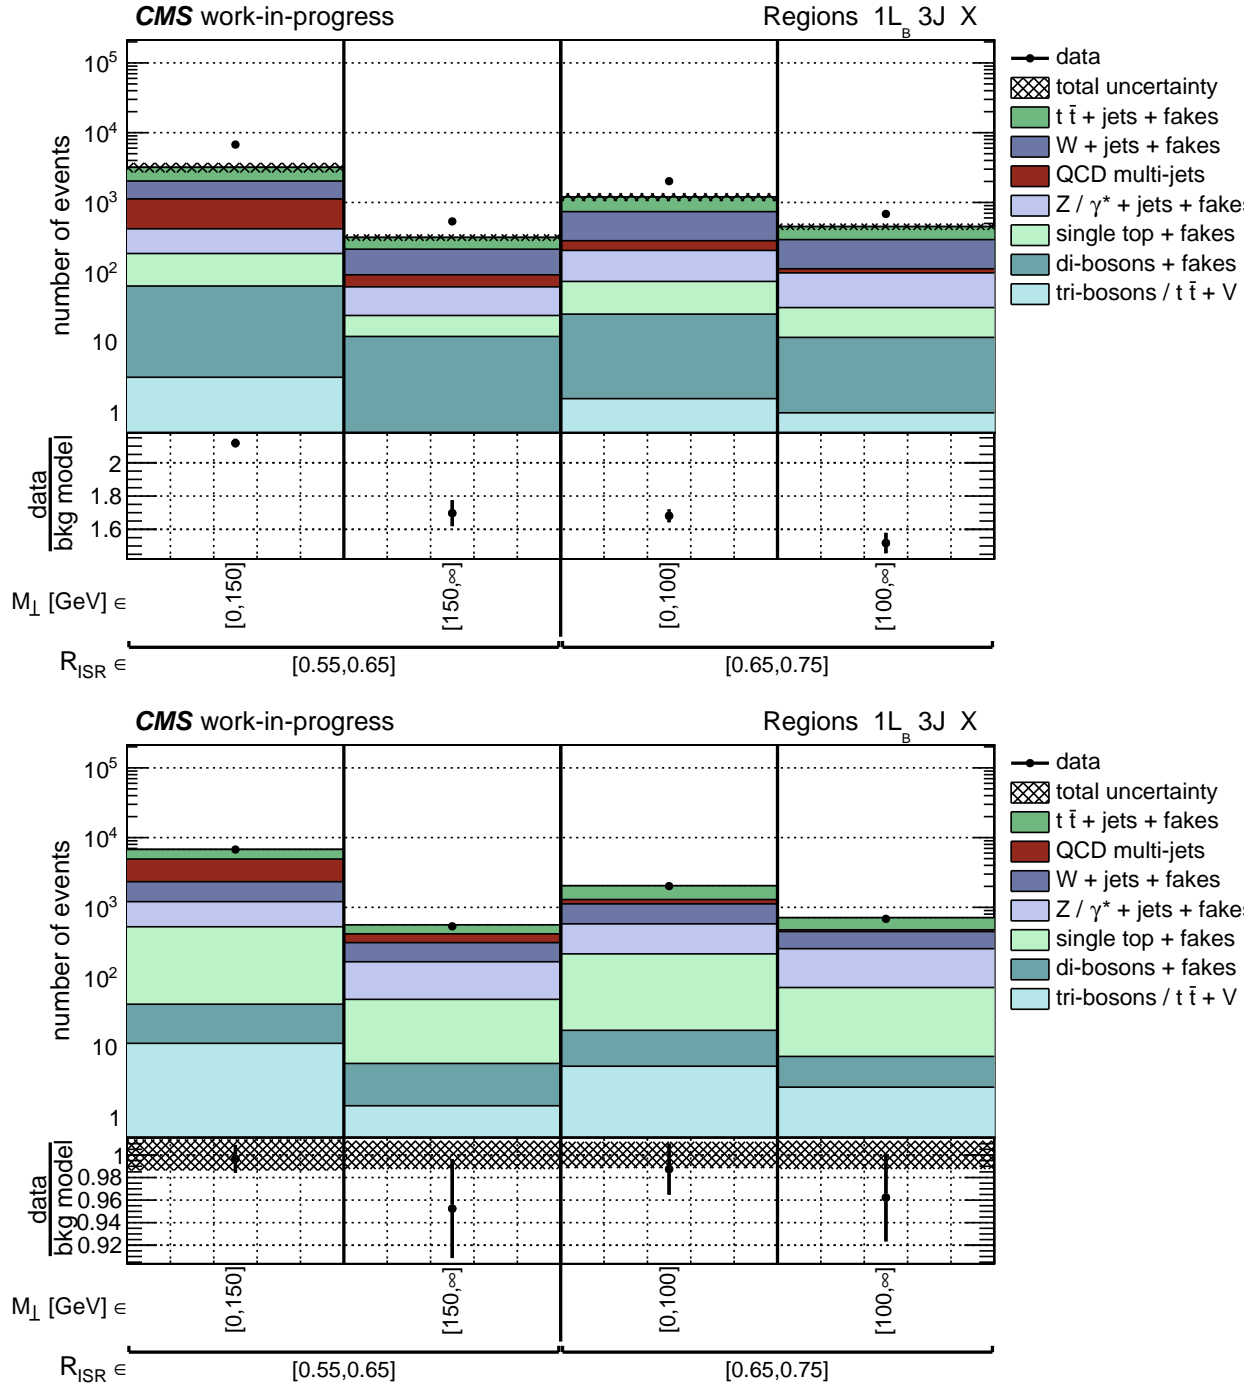 CMS work-in-progress Regions 1L_B 3J X
number of events
10^5
10^4
10^3
10^2
10
1
data
total uncertainty
t t̄ + jets + fakes
W + jets + fakes
QCD multi-jets
Z / γ* + jets + fakes
single top + fakes
di-bosons + fakes
tri-bosons / t t̄ + V
data
bkg model
2
1.8
1.6
M⊥ [GeV] ∈
[0,150]
[150,∞]
[0,100]
[100,∞]
R_ISR ∈
[0.55,0.65]
[0.65,0.75]
CMS work-in-progress Regions 1L_B 3J X
number of events
10^5
10^4
10^3
10^2
10
1
data
total uncertainty
t t̄ + jets + fakes
QCD multi-jets
W + jets + fakes
Z / γ* + jets + fakes
single top + fakes
di-bosons + fakes
tri-bosons / t t̄ + V
data
bkg model
1
0.98
0.96
0.94
0.92
M⊥ [GeV] ∈
[0,150]
[150,∞]
[0,100]
[100,∞]
R_ISR ∈
[0.55,0.65]
[0.65,0.75]